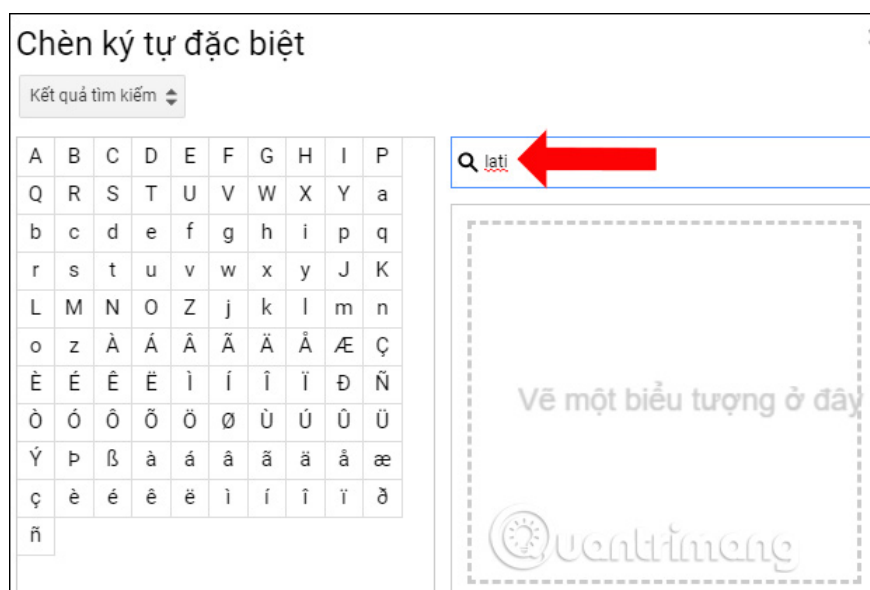 Chèn ký tự đặc biệt
Kết quả tìm kiếm
A B C D E F G H I P
Q R S T U V W X Y a
b c d e f g h i p q
r s t u v w x y J K
L M N O Z j k l m n
o z À Á Â Ã Ä Å Æ Ç
È É Ê Ë Ì Í Î Ï Ð Ñ
Ò Ó Ô Õ Ö Ø Ù Ú Û Ü
Ý Þ ß à á â ã ä å æ
ç è é ê ë ì í î ï ð
ñ
lati
Vẽ một biểu tượng ở đây
Quantrimang